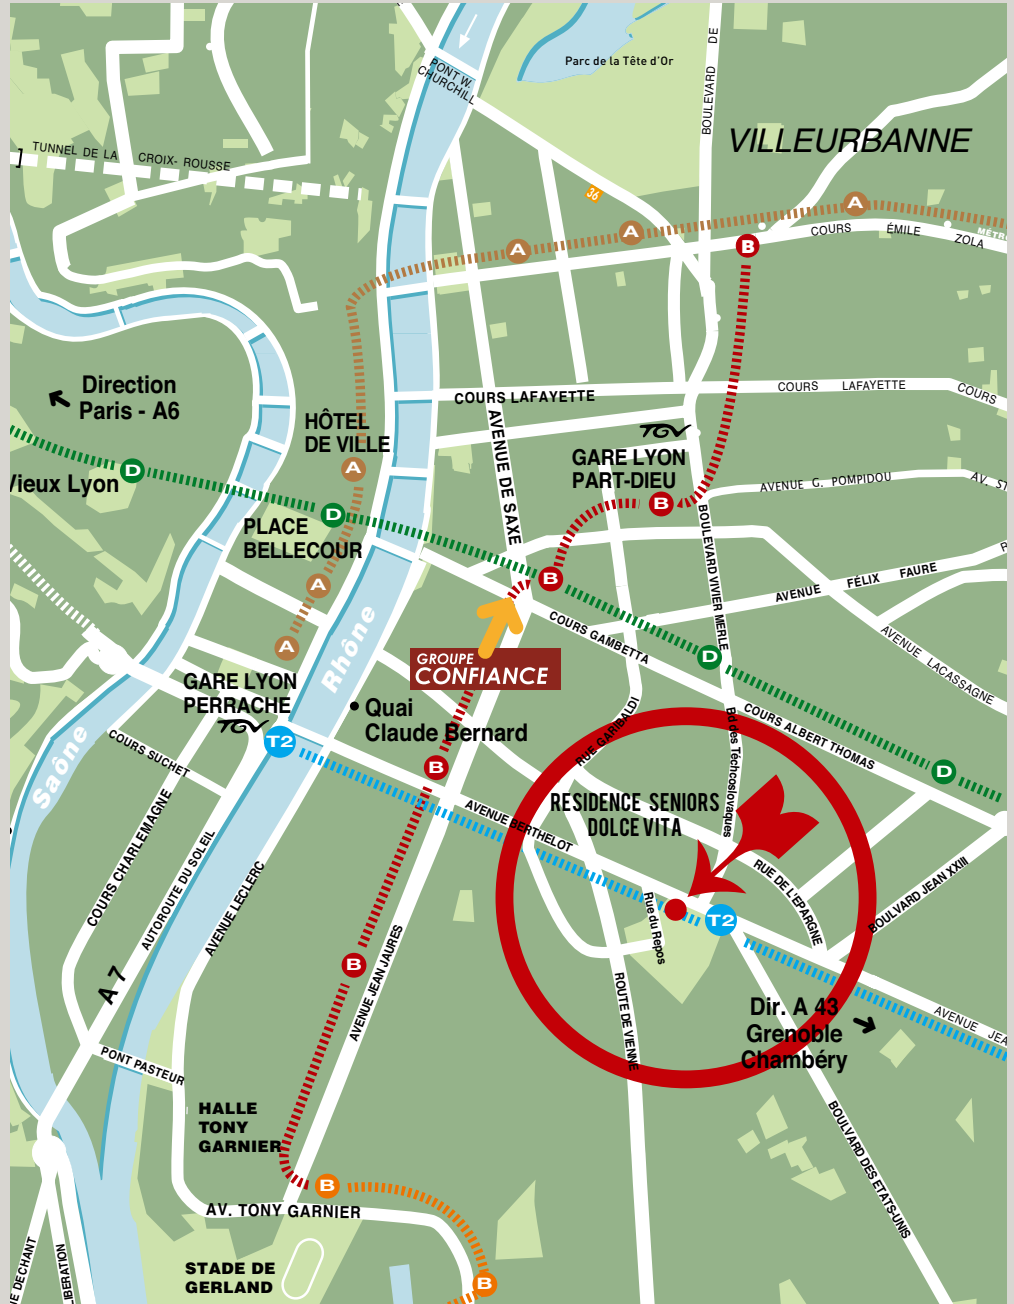 Parc de la Tête d'Or
PONT W.
CHURCHILL
BOULEVARD DE
VILLEURBANNE
]
TUNNEL DE LA CROIX- ROUSSE
36
A
A
A
B
COURS ÉMILE ZOLA
Direction
Paris - A6
COURS LAFAYETTE
COURS LAFAYETTE
COURS
HÔTEL
DE VILLE
A
AVENUE DE SAXE
TGV
GARE LYON
PART-DIEU
B
AVENUE G. POMPIDOU
D
Vieux Lyon
D
PLACE
BELLECOUR
A
A
BOULEVARD VIVIER MERLE
B
AVENUE FÉLIX FAURE
AVENUE LACASSAGNE
COURS GAMBETTA
D
GROUPE
CONFIANCE
Rhône
GARE LYON
PERRACHE
TGV
T2
Quai
Claude Bernard
B
RUE GARIBALDI
Bd des Téchcoslovaques
COURS ALBERT THOMAS
D
Saône
COURS SUCHET
COURS CHARLEMAGNE
AUTOROUTE DU SOLEIL
AVENUE LECLERC
AVENUE BERTHELOT
RESIDENCE SENIORS
DOLCE VITA
RUE DE L'EPARGNE
BOULVARD JEAN XXIII
Rue du Repos
T2
A 7
B
AVENUE JEAN JAURES
ROUTE DE VIENNE
Dir. A 43
Grenoble
Chambéry
AVENUE
PONT PASTEUR
HALLE
TONY
GARNIER
B
AV. TONY GARNIER
BOULVARD DES ETATS-UNIS
STADE DE
GERLAND
B